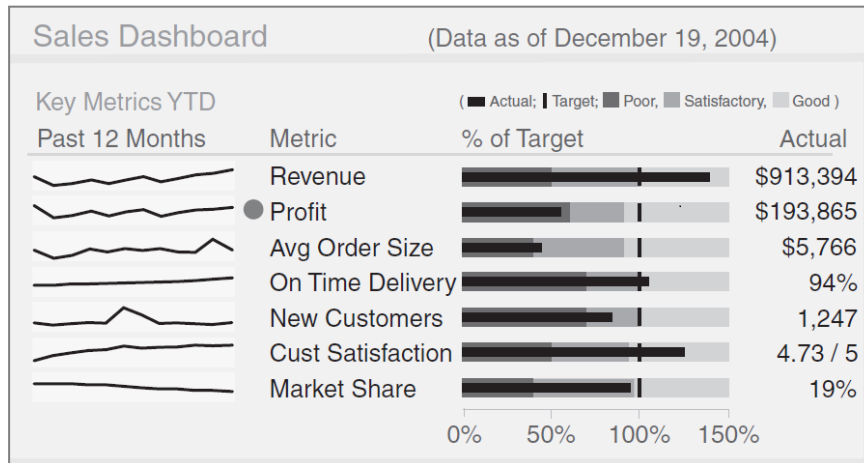 Sales Dashboard (Data as of December 19, 2004)
Key Metrics YTD ( Actual; Target; Poor, Satisfactory, Good )
Past 12 Months Metric % of Target Actual
Revenue $913,394
Profit $193,865
Avg Order Size $5,766
On Time Delivery 94%
New Customers 1,247
Cust Satisfaction 4.73 / 5
Market Share 19%
0% 50% 100% 150%